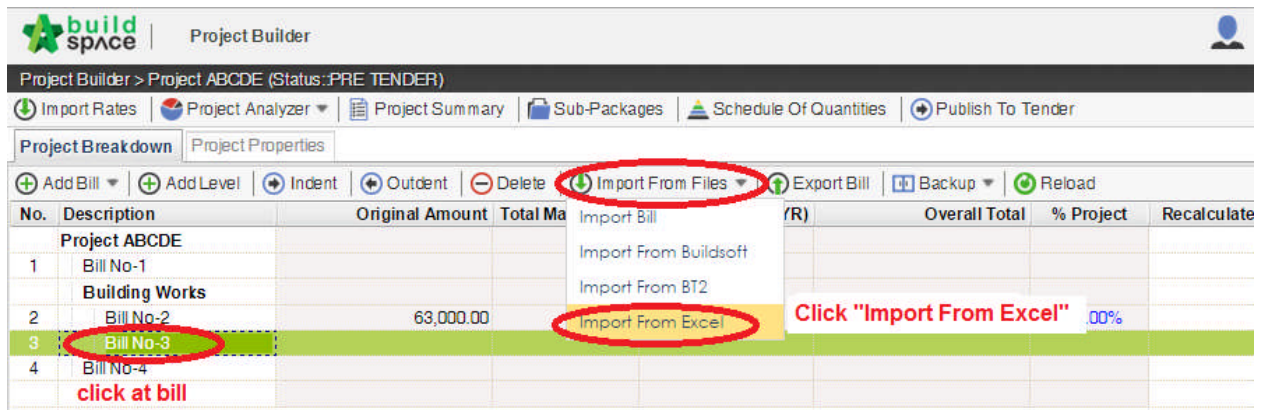 build space | Project Builder
Project Builder > Project ABCDE (Status::PRE TENDER)
Import Rates Project Analyzer Project Summary Sub-Packages Schedule Of Quantities Publish To Tender
Project Breakdown Project Properties
Add Bill Add Level Indent Outdent Delete Import From Files Export Bill Backup Reload
No. Description Original Amount Total Ma YR) Overall Total % Project Recalculate
Import Bill
Project ABCDE
Import From Buildsoft
1 Bill No-1
Building Works
Import From BT2
2 Bill No-2 63,000.00 Import From Excel Click "Import From Excel" .00%
3 Bill No-3
4 Bill No-4
click at bill